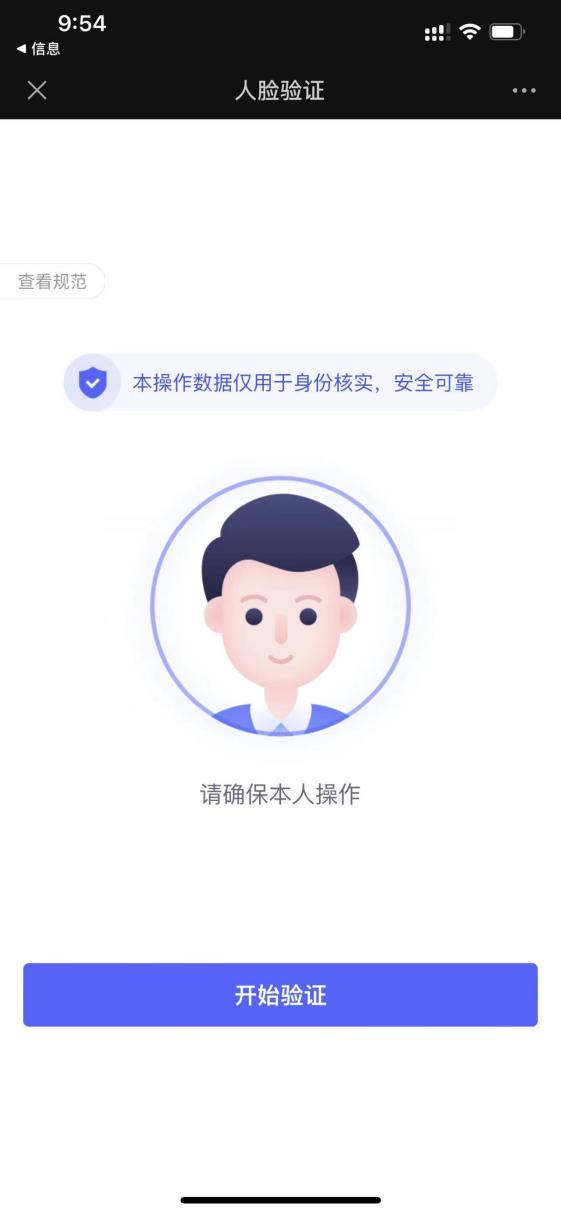 9:54
◀ 信息
人脸验证
查看规范
本操作数据仅用于身份核实，安全可靠
请确保本人操作
开始验证